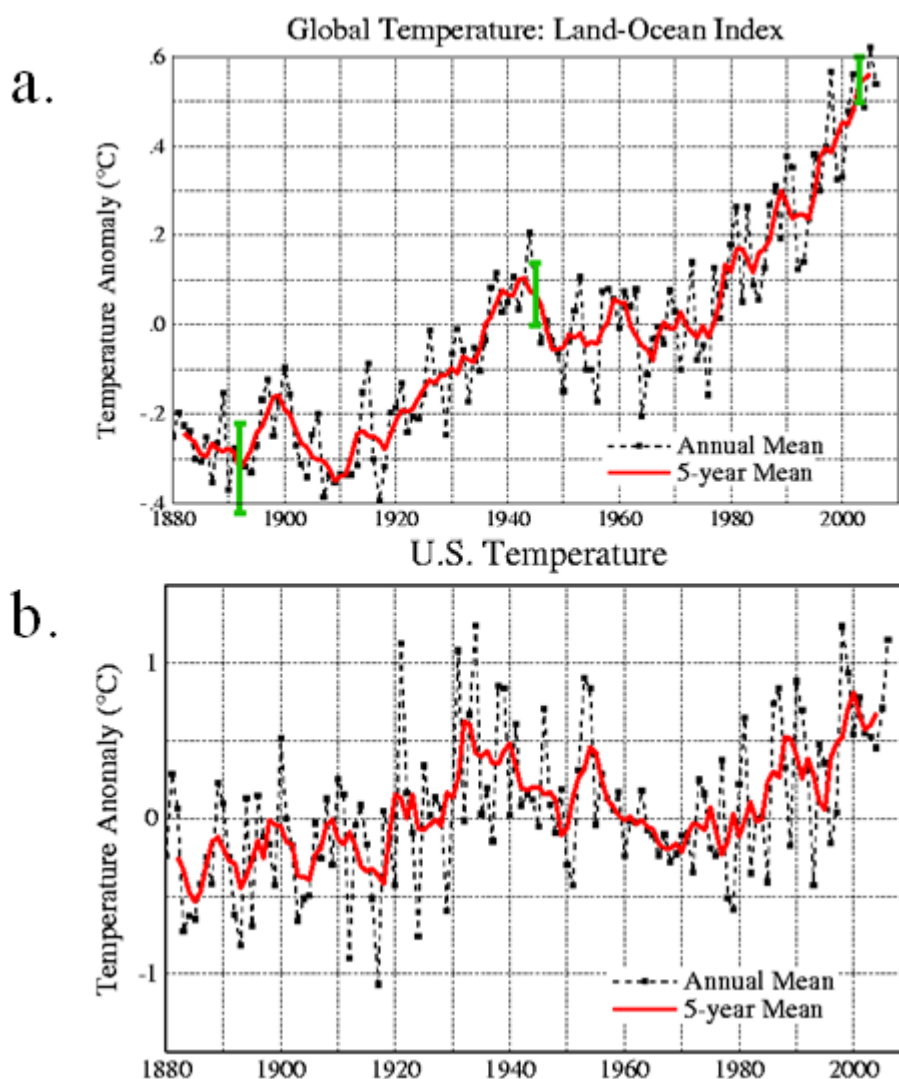 Global Temperature: Land-Ocean Index
a.
Temperature Anomaly (°C)
.6
.4
.2
.0
-.2
-.4
Annual Mean
5-year Mean
1880 1900 1920 1940 1960 1980 2000
U.S. Temperature
b.
Temperature Anomaly (°C)
1
0
-1
Annual Mean
5-year Mean
1880 1900 1920 1940 1960 1980 2000